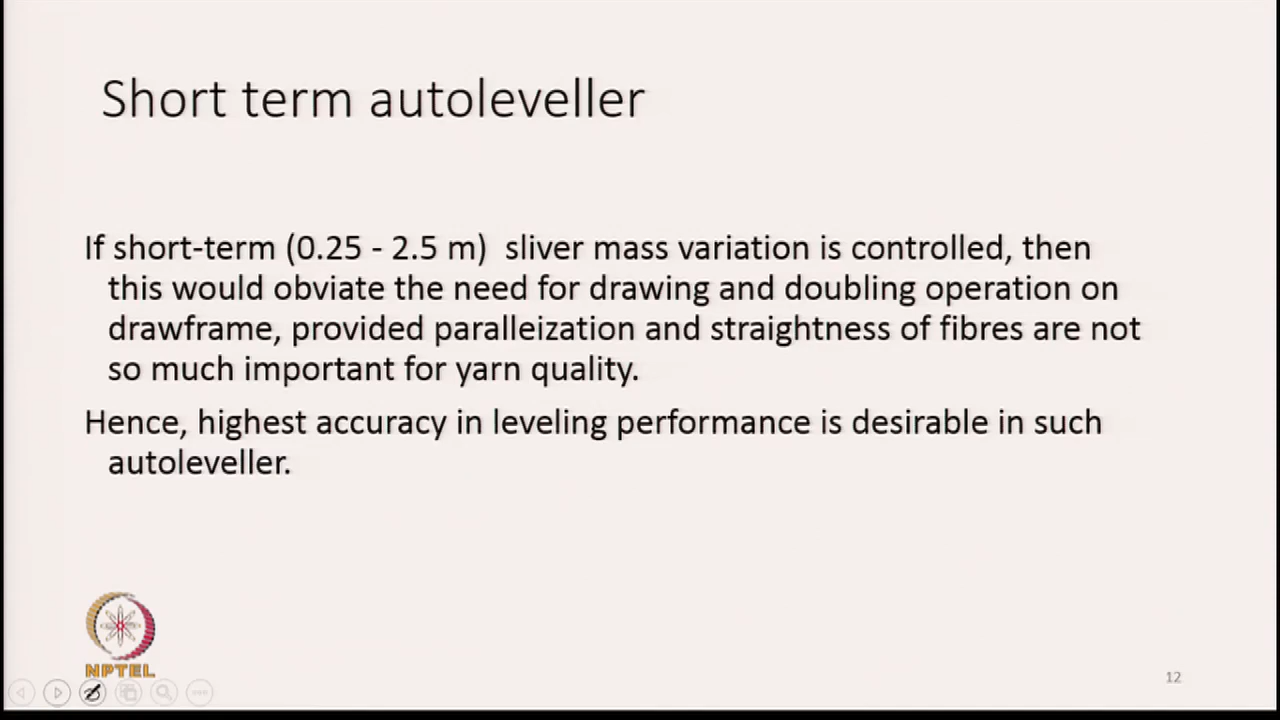 Short term autoleveller
If short-term (0.25 - 2.5 m)  sliver mass variation is controlled, then
this would obviate the need for drawing and doubling operation on
drawframe, provided paralleization and straightness of fibres are not
so much important for yarn quality.
Hence, highest accuracy in leveling performance is desirable in such
autoleveller.
NPTEL
12